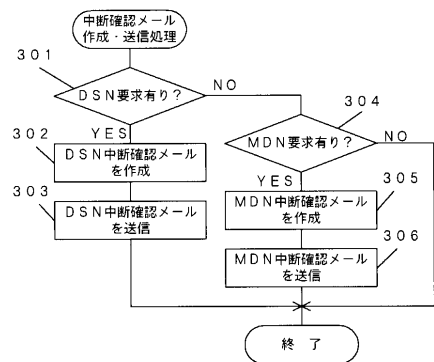 中断確認メール
作成・送信処理
301
DSN要求有り？
NO
304
302
YES
MDN要求有り？
NO
DSN中断確認メール
を作成
YES
305
303
MDN中断確認メール
を作成
DSN中断確認メール
を送信
306
MDN中断確認メール
を送信
終 了